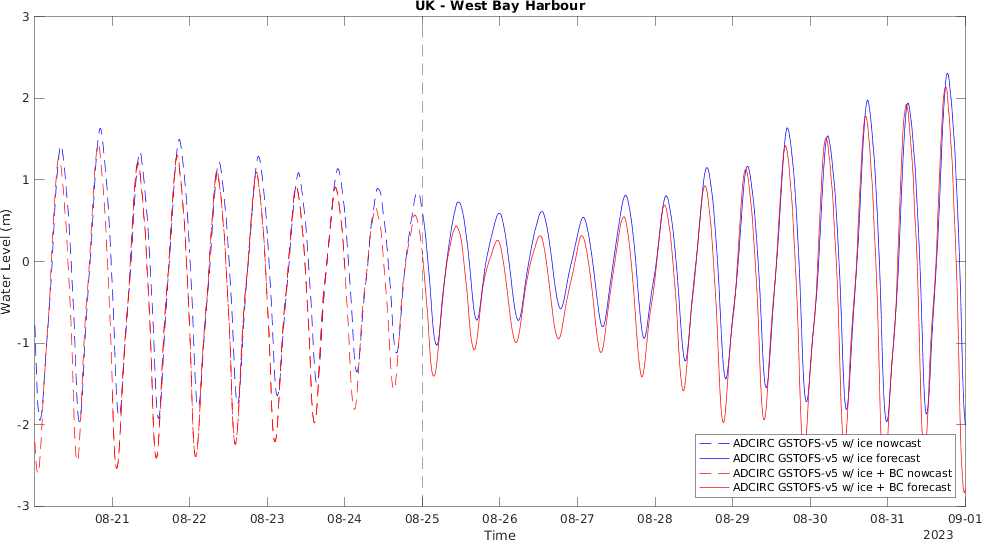 UK - West Bay Harbour
3
2
1
0
-1
-2
-3
Water Level (m)
08-21 08-22 08-23 08-24 08-25 08-26 08-27 08-28 08-29 08-30 08-31 09-01
Time
2023
ADCIRC GSTOFS-v5 w/ ice nowcast
ADCIRC GSTOFS-v5 w/ ice forecast
ADCIRC GSTOFS-v5 w/ ice + BC nowcast
ADCIRC GSTOFS-v5 w/ ice + BC forecast